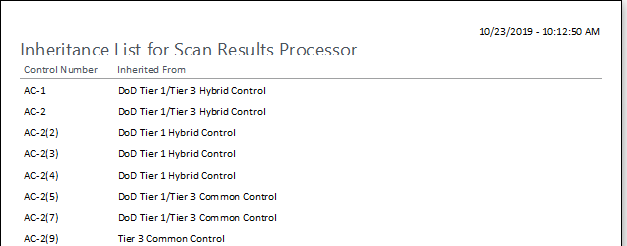 10/23/2019 - 10:12:50 AM
Inheritance List for Scan Results Processor
Control Number Inherited From
AC-1 DoD Tier 1/Tier 3 Hybrid Control
AC-2 DoD Tier 1/Tier 3 Hybrid Control
AC-2(2) DoD Tier 1 Hybrid Control
AC-2(3) DoD Tier 1 Hybrid Control
AC-2(4) DoD Tier 1 Hybrid Control
AC-2(5) DoD Tier 1/Tier 3 Common Control
AC-2(7) DoD Tier 1/Tier 3 Common Control
AC-2(9) Tier 3 Common Control